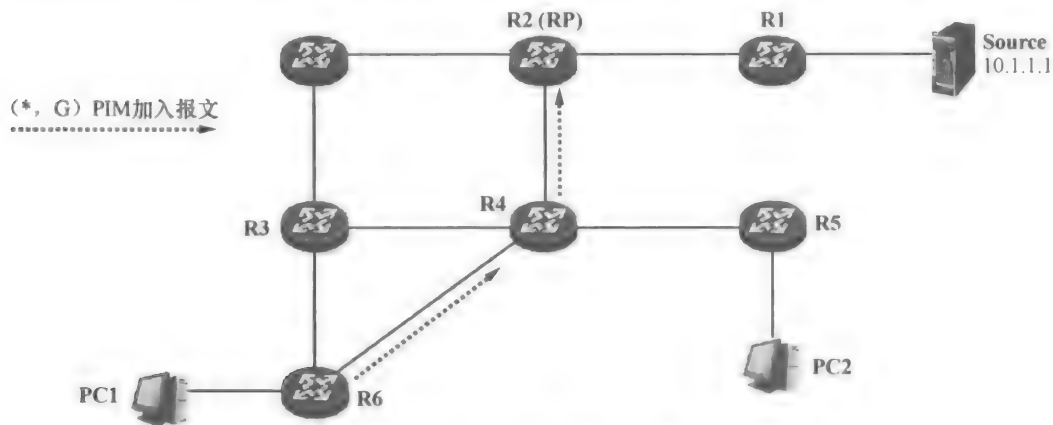 R2 (RP)
R1
Source
10.1.1.1
(*, G) PIM加入报文
R3
R4
R5
PC1
R6
PC2